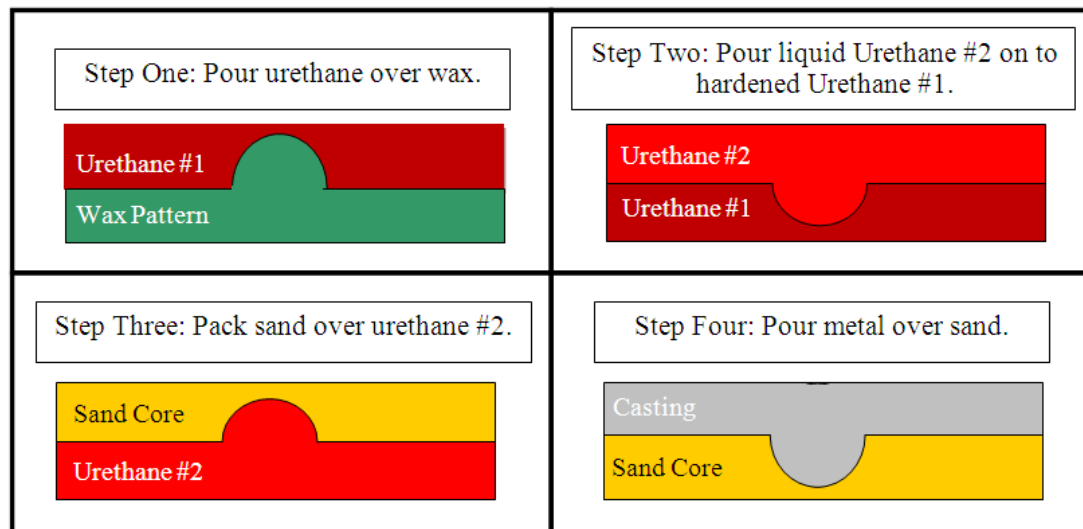 Step One: Pour urethane over wax.
Urethane #1
Wax Pattern
Step Two: Pour liquid Urethane #2 on to
hardened Urethane #1.
Urethane #2
Urethane #1
Step Three: Pack sand over urethane #2.
Sand Core
Urethane #2
Step Four: Pour metal over sand.
Casting
Sand Core